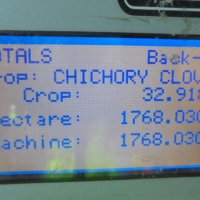 OTALS Back-
rop: CHICHORY CLOV
Crop: 32.918
ectare: 1768.030
achine: 1768.030